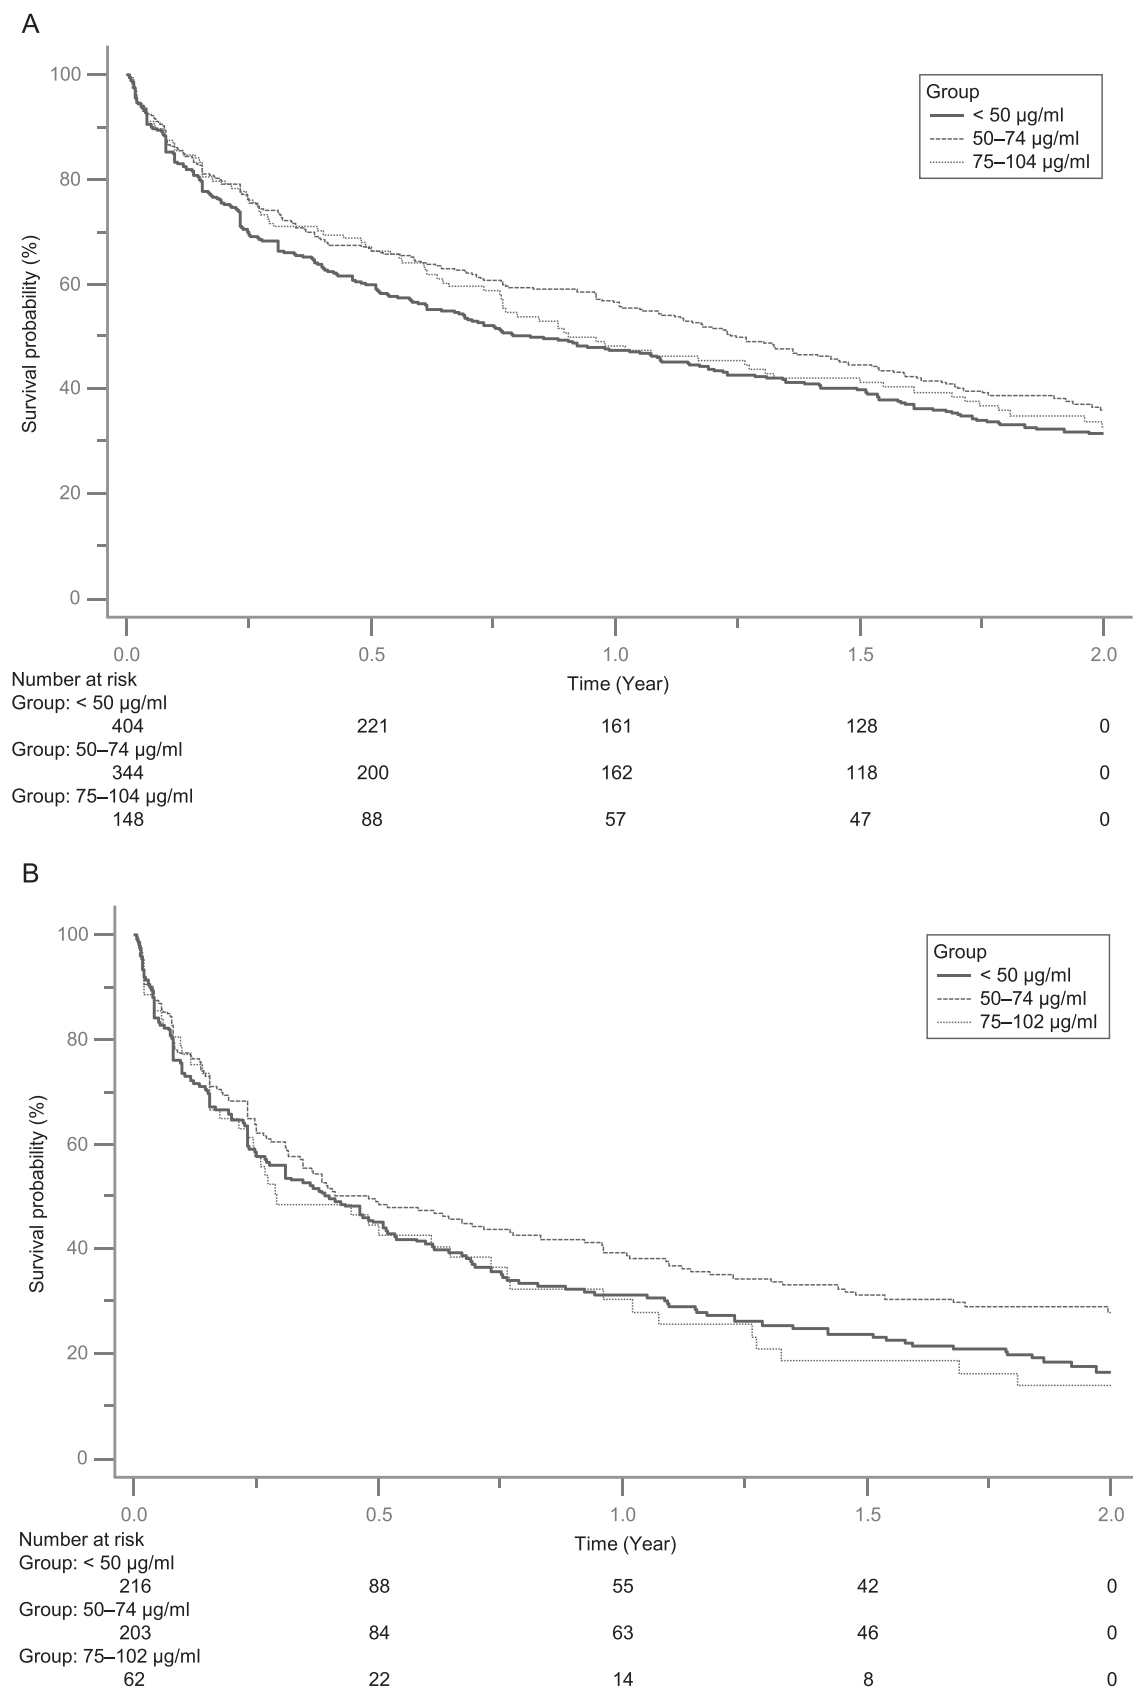 A
Survival probability (%)
100
80
60
40
20
0
Group
< 50 µg/ml
50–74 µg/ml
75–104 µg/ml
0.0 0.5 1.0 1.5 2.0
Time (Year)
Number at risk
Group: < 50 µg/ml
404 221 161 128 0
Group: 50–74 µg/ml
344 200 162 118 0
Group: 75–104 µg/ml
148 88 57 47 0
B
Survival probability (%)
100
80
60
40
20
0
Group
< 50 µg/ml
50–74 µg/ml
75–102 µg/ml
0.0 0.5 1.0 1.5 2.0
Time (Year)
Number at risk
Group: < 50 µg/ml
216 88 55 42 0
Group: 50–74 µg/ml
203 84 63 46 0
Group: 75–102 µg/ml
62 22 14 8 0